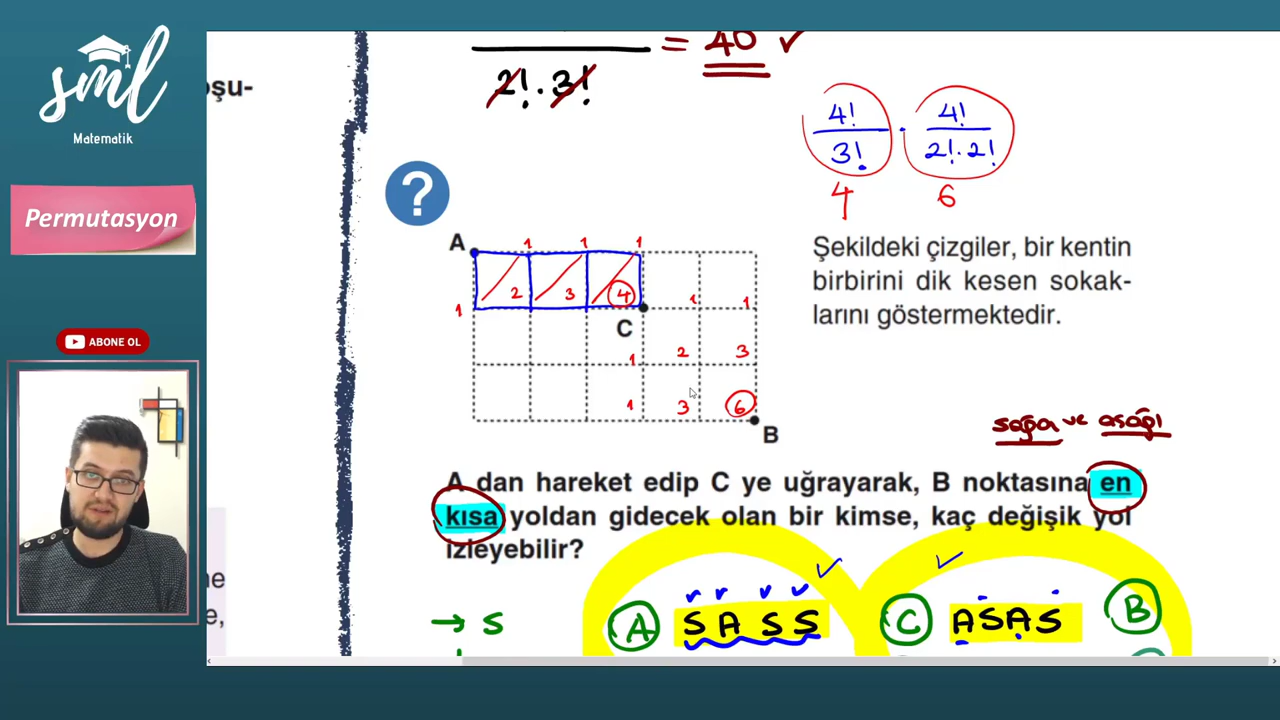 sml
Matematik
Permutasyon
ABONE OL
oşu-
ne
e,
= 40 ✓
2! · 3!
4! / 3! · 4! / 2! · 2!
4 6
?
A 1 1 1
1 2 3 4 1 1
C
1 2 3
1 3 6
B
Şekildeki çizgiler, bir kentin
birbirini dik kesen sokak-
larını göstermektedir.
sağa ve aşağı
A dan hareket edip C ye uğrayarak, B noktasına en
kısa yoldan gidecek olan bir kimse, kaç değişik yol
izleyebilir?
→ S A S A S S C A S A S B